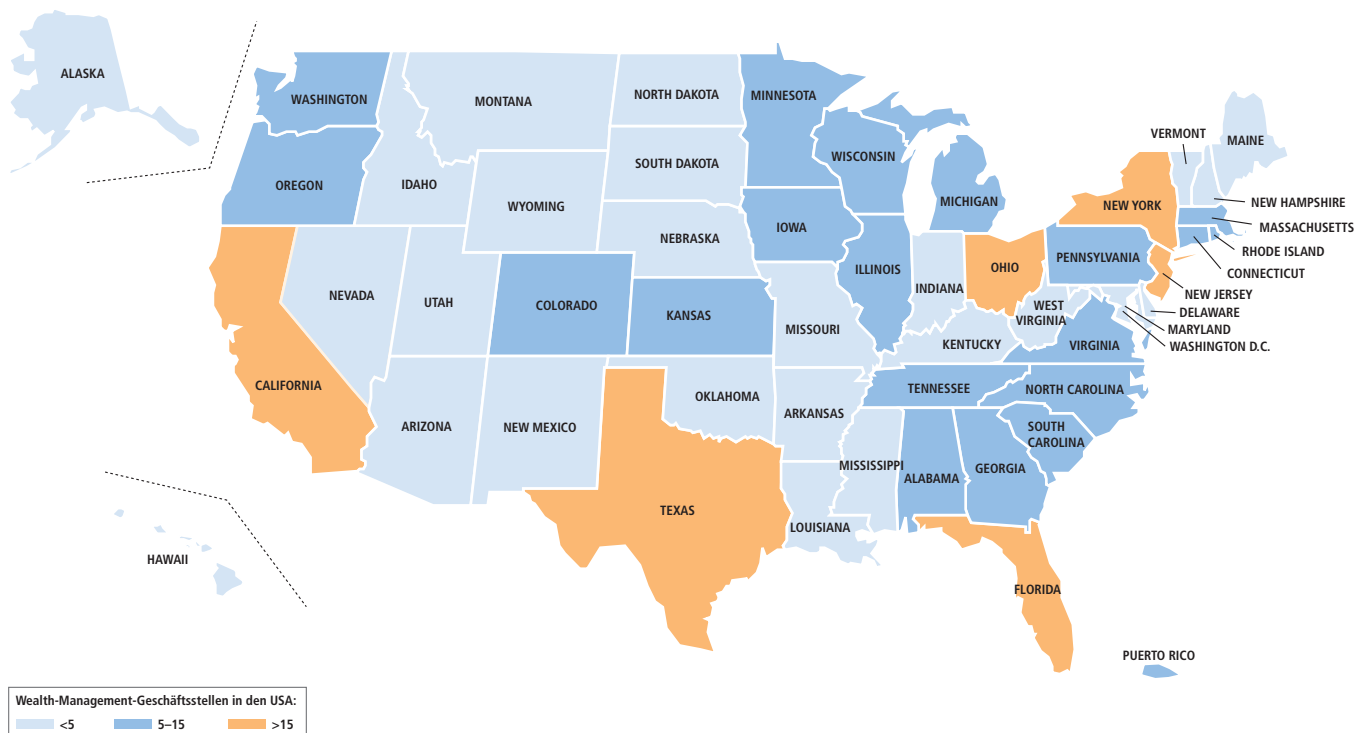 ALASKA
WASHINGTON
MONTANA
NORTH DAKOTA
MINNESOTA
VERMONT
MAINE
OREGON
IDAHO
SOUTH DAKOTA
WISCONSIN
MICHIGAN
NEW YORK
NEW HAMPSHIRE
WYOMING
MASSACHUSETTS
NEBRASKA
IOWA
RHODE ISLAND
PENNSYLVANIA
CONNECTICUT
NEVADA
UTAH
COLORADO
KANSAS
ILLINOIS
INDIANA
OHIO
NEW JERSEY
WEST
VIRGINIA
DELAWARE
MARYLAND
WASHINGTON D.C.
MISSOURI
KENTUCKY
VIRGINIA
CALIFORNIA
TENNESSEE
NORTH CAROLINA
OKLAHOMA
ARKANSAS
ARIZONA
NEW MEXICO
SOUTH
CAROLINA
MISSISSIPPI
ALABAMA
GEORGIA
TEXAS
LOUISIANA
HAWAII
FLORIDA
PUERTO RICO
Wealth-Management-Geschäftsstellen in den USA:
<5 5–15 >15